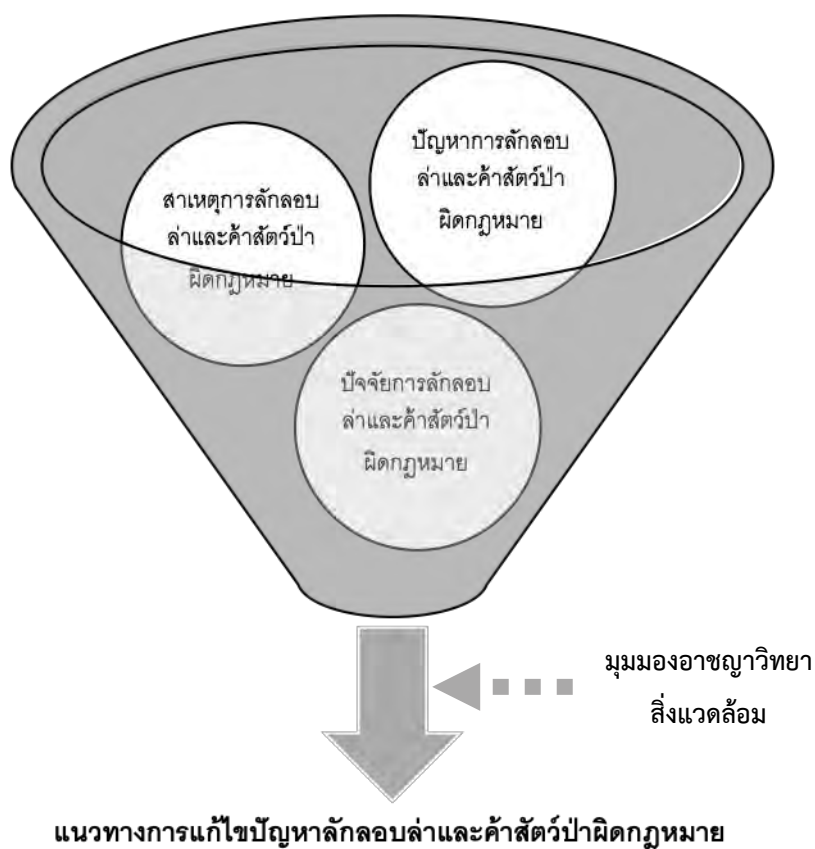 ปัญหาการลักลอบ
ล่าและค้าสัตว์ป่า
ผิดกฎหมาย
สาเหตุการลักลอบ
ล่าและค้าสัตว์ป่า
ผิดกฎหมาย
ปัจจัยการลักลอบ
ล่าและค้าสัตว์ป่า
ผิดกฎหมาย
มุมมองอาชญาวิทยา
สิ่งแวดล้อม
แนวทางการแก้ไขปัญหาลักลอบล่าและค้าสัตว์ป่าผิดกฎหมาย